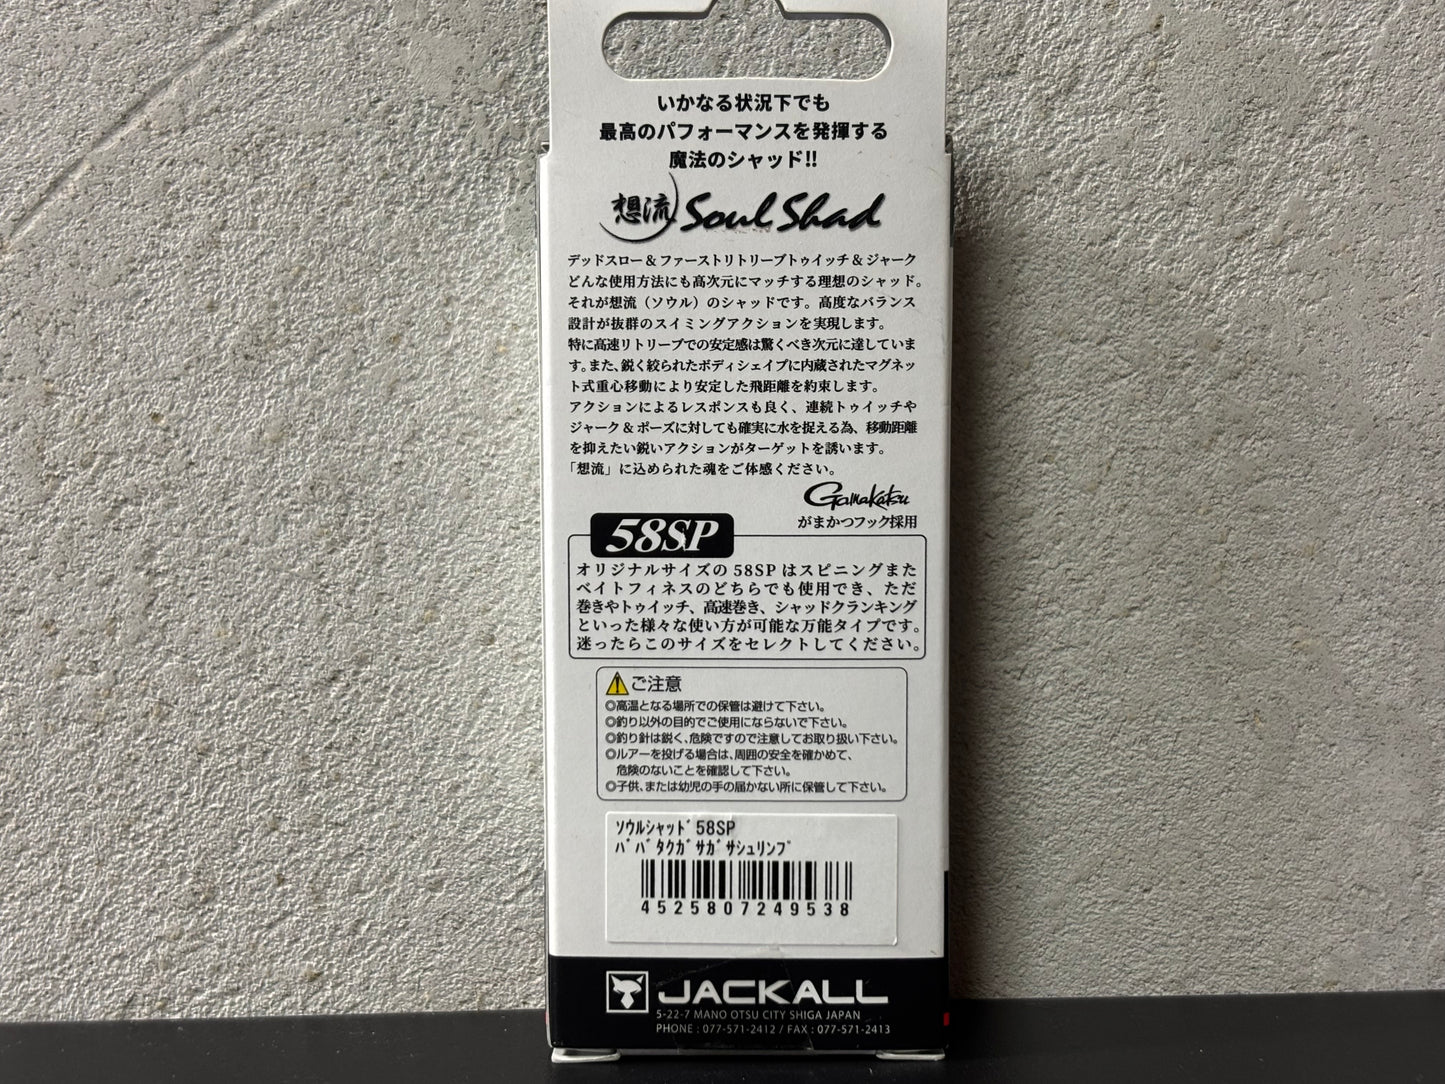 いかなる状況下でも
最高のパフォーマンスを発揮する
魔法のシャッド!!
想流 Soul Shad
デッドスロー&ファーストリトリーブトゥイッチ&ジャーク
どんな使用方法にも高次元にマッチする理想のシャッド。
それが想流（ソウル）のシャッドです。高度なバランス
設計が抜群のスイミングアクションを実現します。
特に高速リトリーブでの安定感は驚くべき次元に達していま
す。また、鋭く絞られたボディシェイプに内蔵されたマグネッ
ト式重心移動により安定した飛距離を約束します。
アクションによるレスポンスも良く、連続トゥイッチや
ジャーク&ポーズに対しても確実に水を捉える為、移動距離
を抑えたい鋭いアクションがターゲットを誘います。
「想流」に込められた魂をご体感ください。
Gamakatsu
がまかつフック採用
58SP
オリジナルサイズの58SPはスピニングまた
ベイトフィネスのどちらでも使用でき、ただ
巻きやトゥイッチ、高速巻き、シャッドクランキング
といった様々な使い方が可能な万能タイプです。
迷ったらこのサイズをセレクトしてください。
ご注意
◎高温となる場所での保管は避けて下さい。
◎釣り以外の目的でご使用にならないで下さい。
◎釣り針は鋭く、危険ですので注意してお取り扱い下さい。
◎ルアーを投げる場合は、周囲の安全を確かめて、
危険のないことを確認して下さい。
◎子供、または幼児の手の届かない所に保管して下さい。
ｿｳﾙｼｬｯﾄﾞ 58SP
ﾊﾞﾊﾞﾀｸｶﾞｻｶﾞｻｼｭﾘﾝﾌﾟ
4525807249538
JACKALL
5-22-7 MANO OTSU CITY SHIGA JAPAN
PHONE : 077-571-2412 / FAX : 077-571-2413